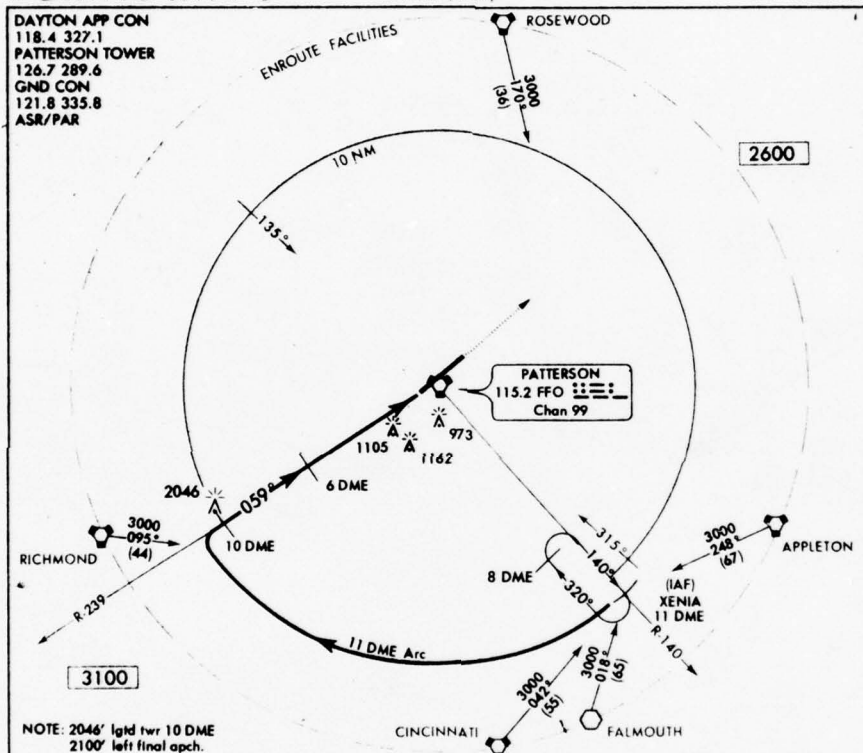 DAYTON APP CON
118.4 327.1
PATTERSON TOWER
126.7 289.6
GND CON
121.8 335.8
ASR/PAR
ENROUTE FACILITIES
ROSEWOOD
3000
170°
(36)
2600
10 NM
135°
PATTERSON
115.2 FFO
Chan 99
973
1105
1162
6 DME
2046
059°
10 DME
3000
095°
(44)
RICHMOND
R-239
315°
140°
8 DME
320°
3000
248°
(67)
APPLETON
(IAF)
XENIA
11 DME
R-140
11 DME Arc
3000
018°
(65)
3000
042°
(55)
3100
CINCINNATI
FALMOUTH
NOTE: 2046' lgtd twr 10 DME
2100' left final apch.